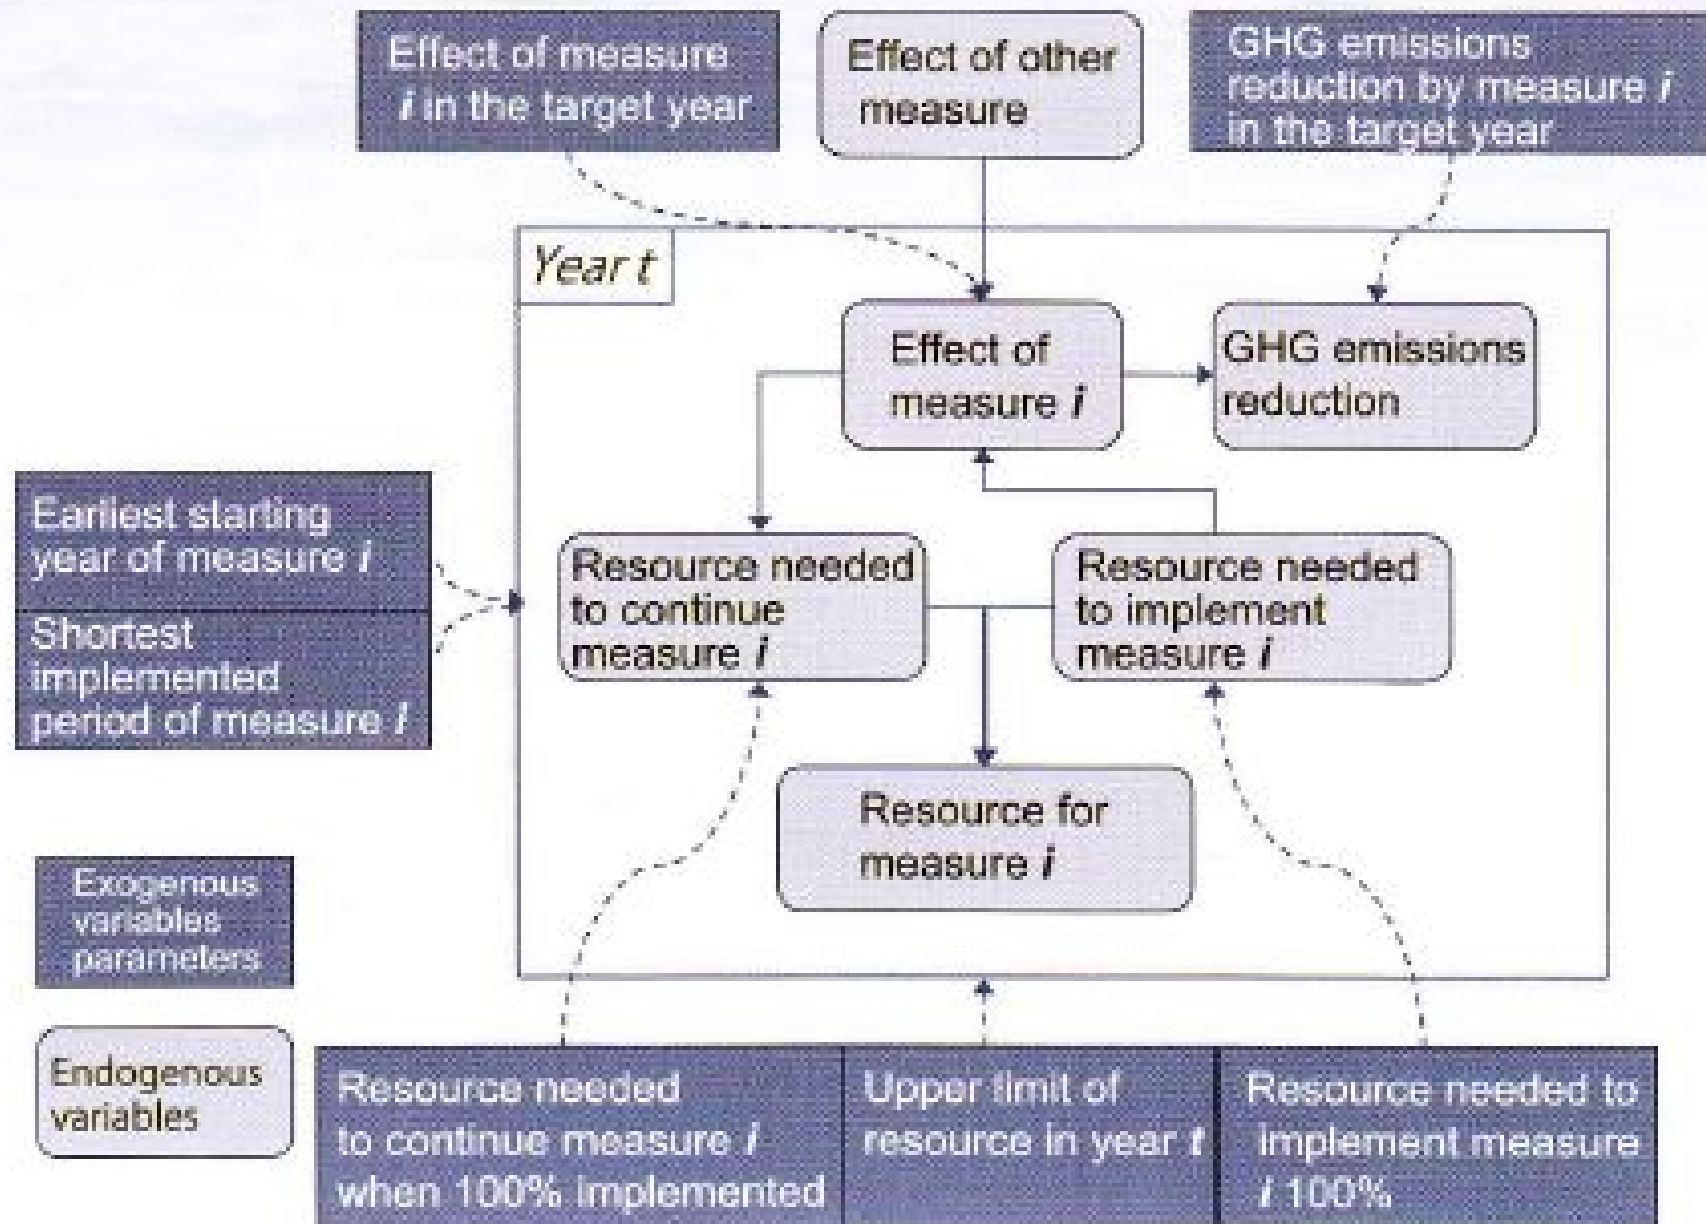 Effect of measure
i in the target year
Effect of other
measure
GHG emissions
reduction by measure i
in the target year
Year t
Effect of
measure i
GHG emissions
reduction
Earliest starting
year of measure i
Shortest
implemented
period of measure i
Resource needed
to continue
measure i
Resource needed
to implement
measure i
Resource for
measure i
Exogenous
variables
parameters
Endogenous
variables
Resource needed
to continue measure i
when 100% implemented
Upper limit of
resource in year t
Resource needed to
implement measure
i 100%